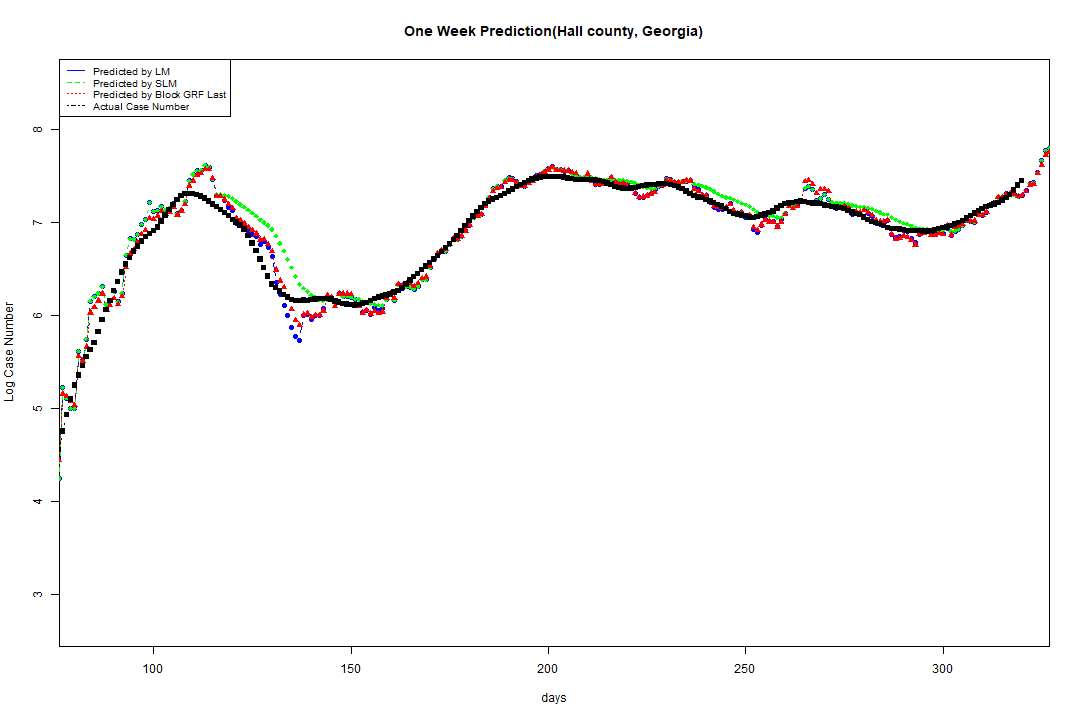 One Week Prediction(Hall county, Georgia)
Predicted by LM
Predicted by SLM
Predicted by Block GRF Last
Actual Case Number
8
7
6
5
4
3
Log Case Number
100 150 200 250 300
days